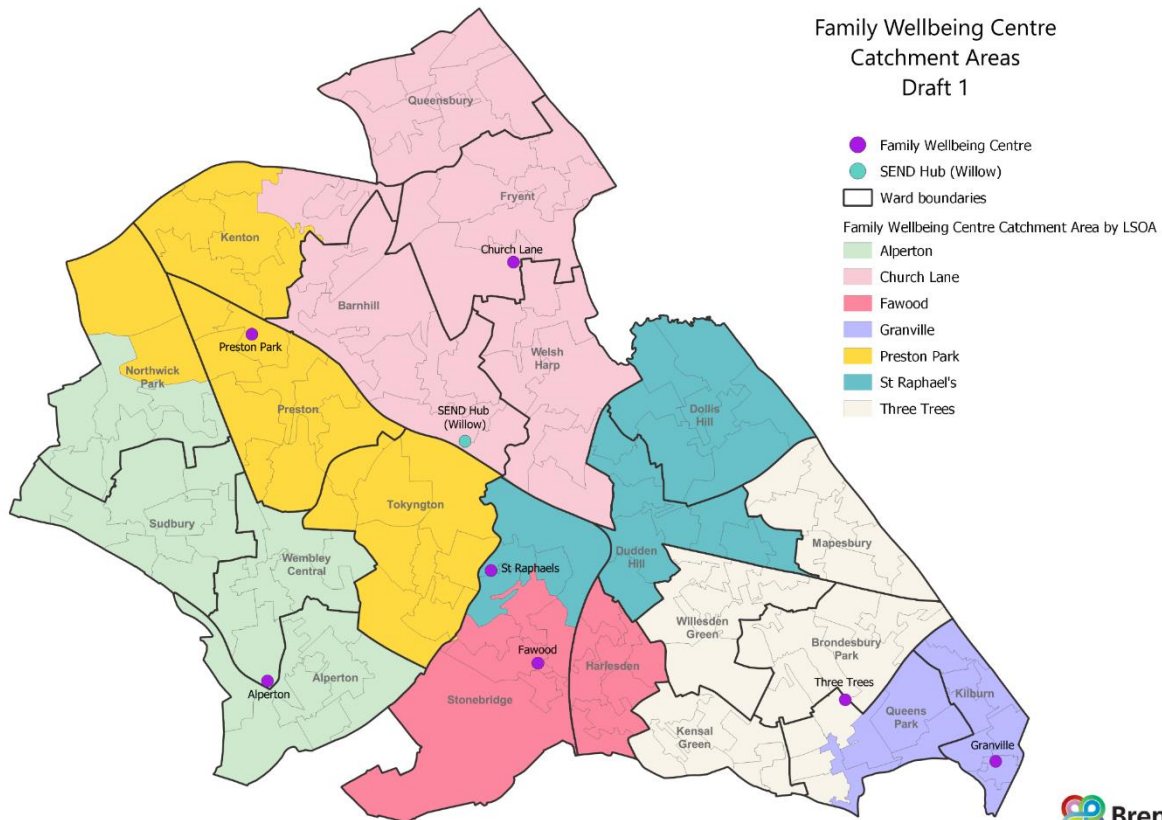 Family Wellbeing Centre
Catchment Areas
Draft 1
Family Wellbeing Centre
SEND Hub (Willow)
Ward boundaries
Family Wellbeing Centre Catchment Area by LSOA
Alperton
Church Lane
Fawood
Granville
Preston Park
St Raphael's
Three Trees
Queensbury
Fryent
Kenton
Church Lane
Barnhill
Preston Park
Welsh
Harp
Northwick
Park
Preston
SEND Hub
(Willow)
Dollis
Hill
Tokyngton
Sudbury
Mapesbury
Wembley
Central
Dudden
Hill
St Raphaels
Willesden
Green
Brondesbury
Park
Fawood
Harlesden
Alperton
Alperton
Stonebridge
Three Trees
Kilburn
Queens
Park
Kensal
Green
Granville